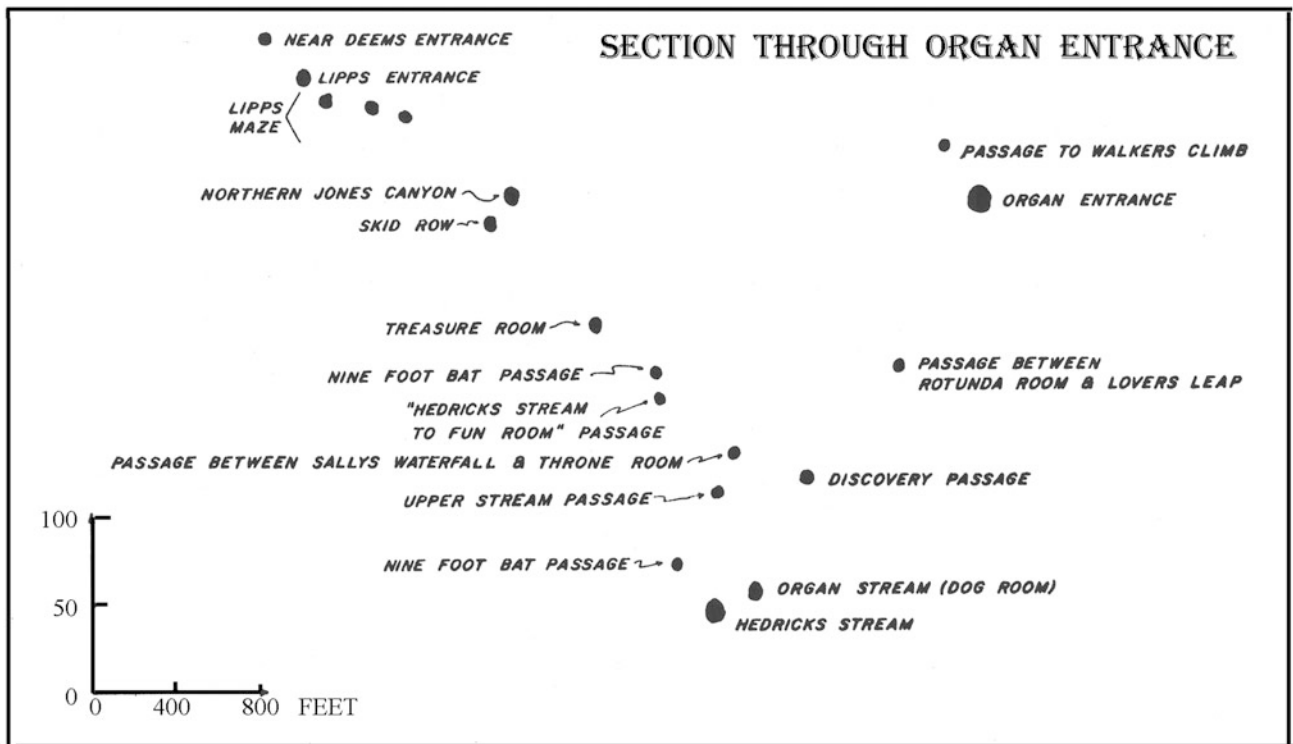 SECTION THROUGH ORGAN ENTRANCE
NEAR DEEMS ENTRANCE
LIPPS ENTRANCE
LIPPS
MAZE
PASSAGE TO WALKERS CLIMB
NORTHERN JONES CANYON
ORGAN ENTRANCE
SKID ROW
TREASURE ROOM
NINE FOOT BAT PASSAGE
PASSAGE BETWEEN
ROTUNDA ROOM & LOVERS LEAP
"HEDRICKS STREAM
TO FUN ROOM" PASSAGE
PASSAGE BETWEEN SALLYS WATERFALL & THRONE ROOM
DISCOVERY PASSAGE
UPPER STREAM PASSAGE
100
NINE FOOT BAT PASSAGE
ORGAN STREAM (DOG ROOM)
50
HEDRICKS STREAM
0
0 400 800 FEET